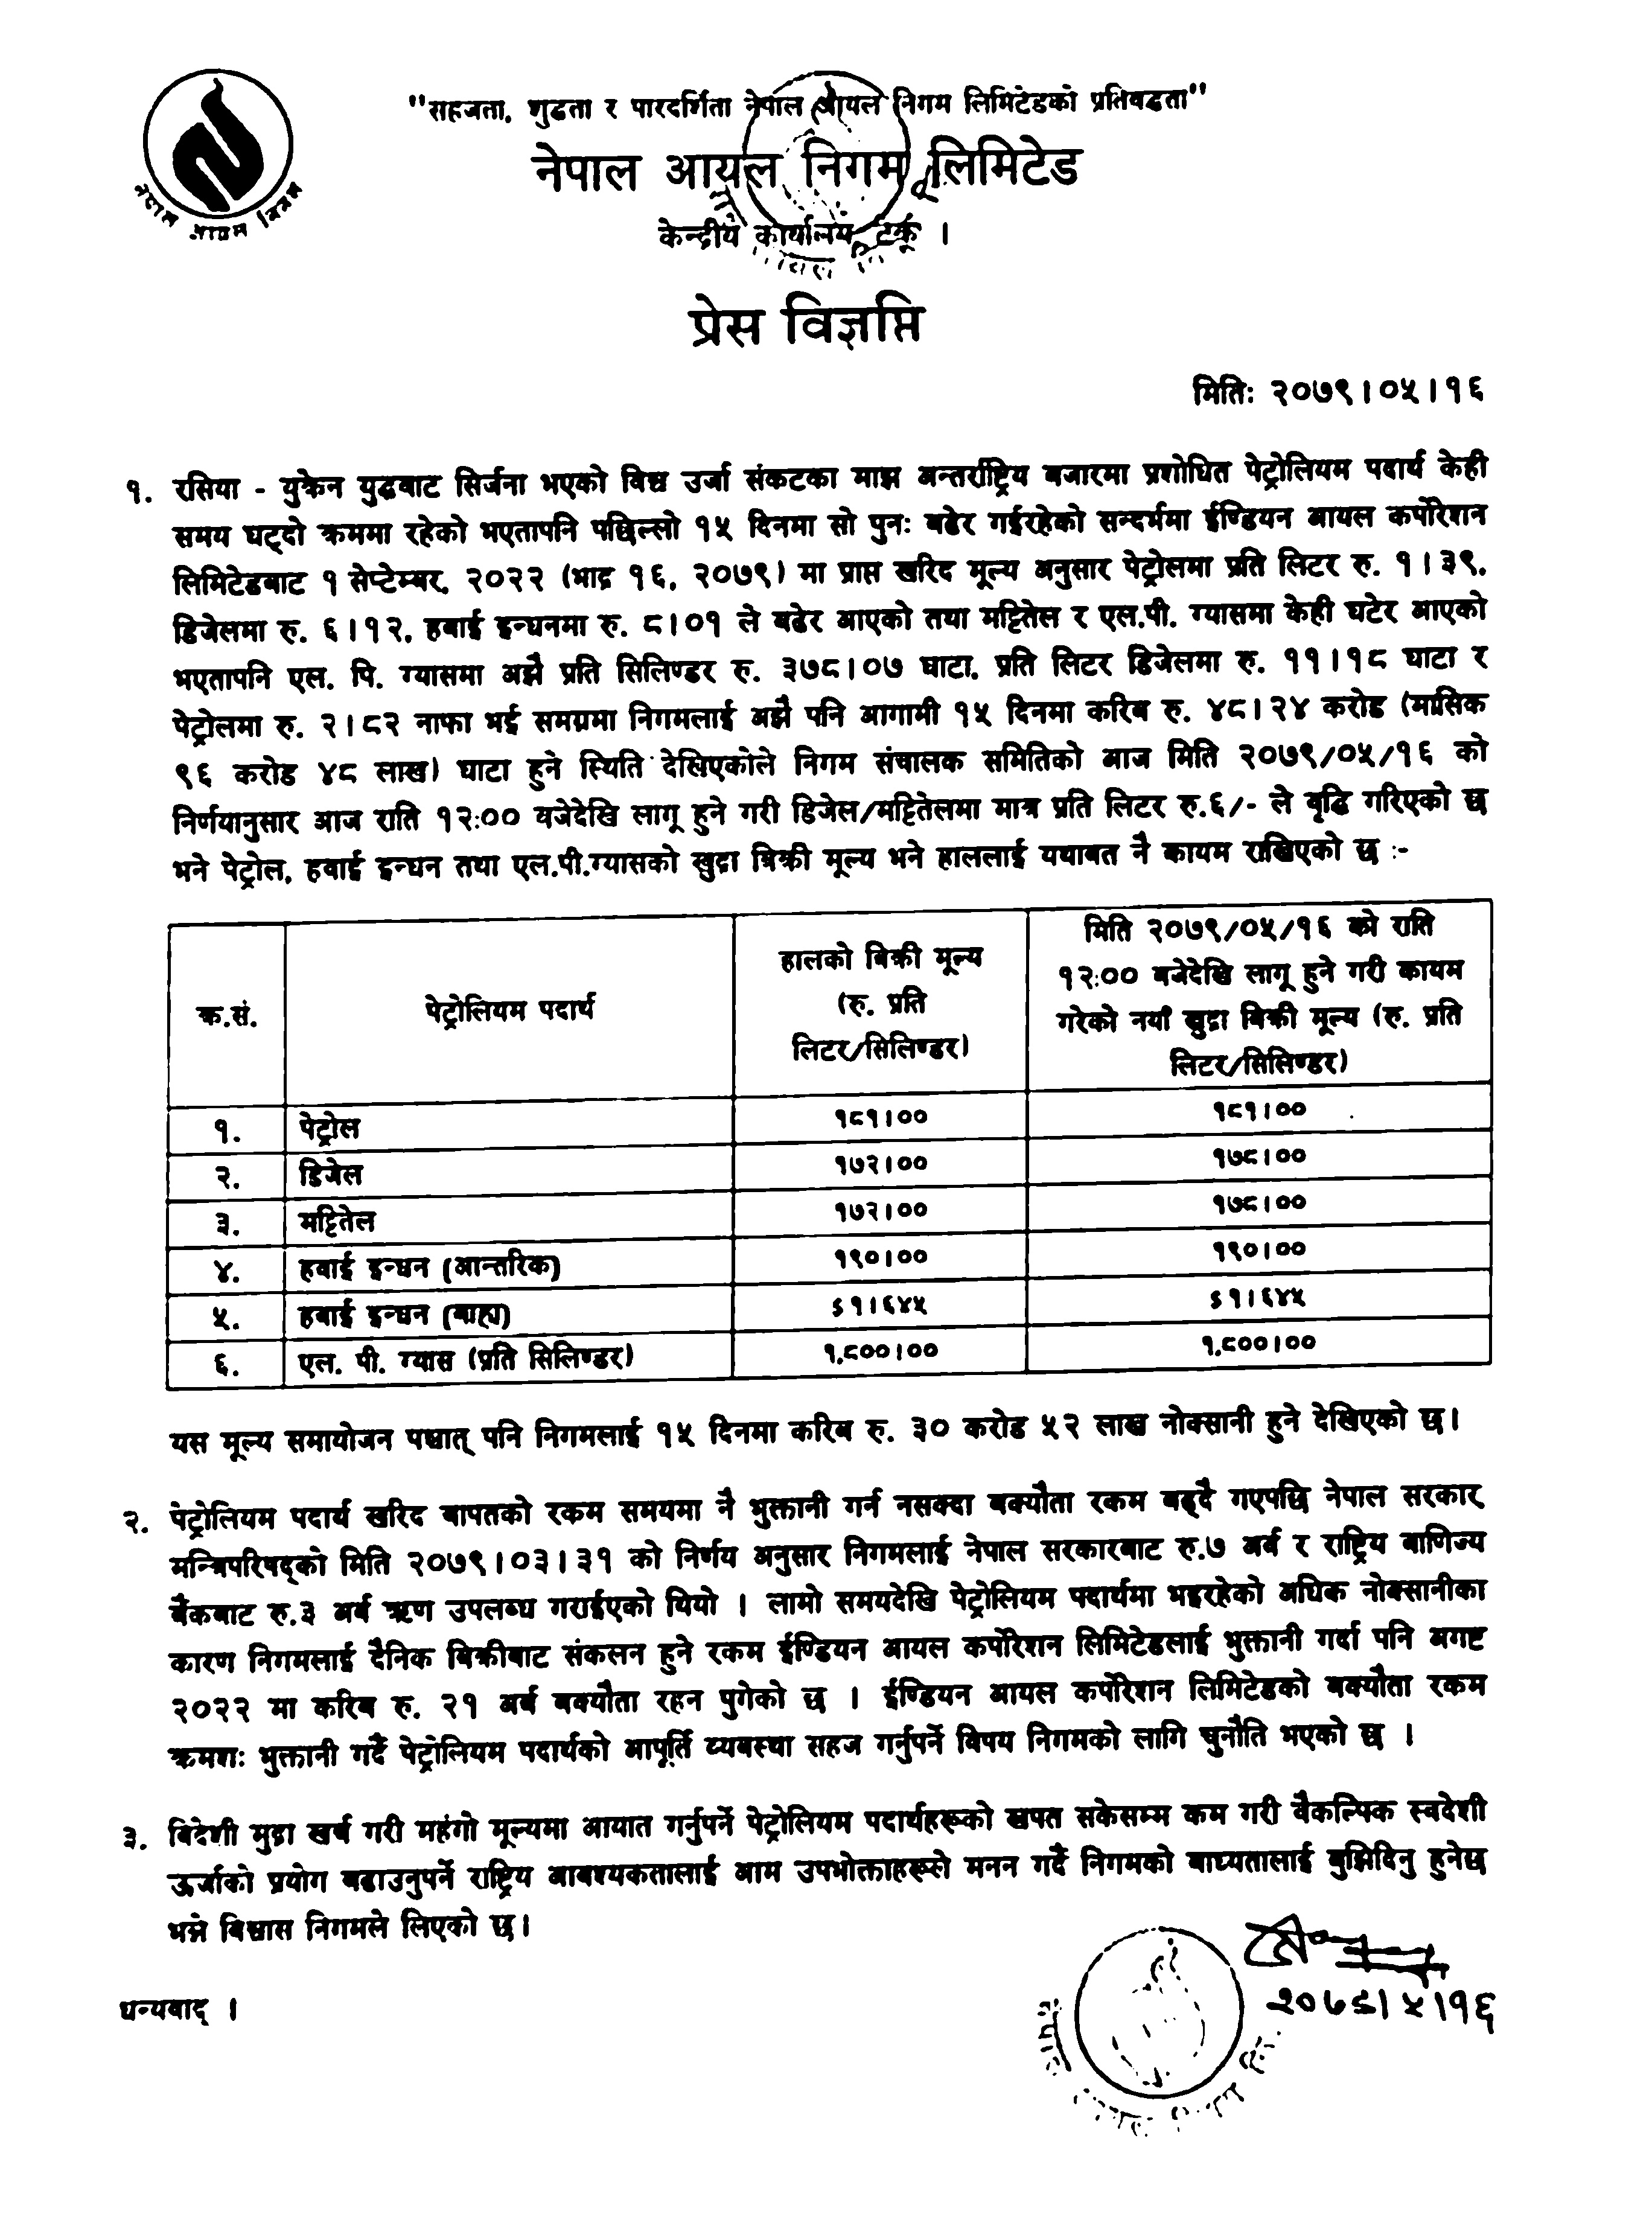 "सहजता, शुद्धता र पारदर्शिता नेपाल आयल निगम लिमिटेडको प्रतिवद्धता"
नेपाल आयल निगम लिमिटेड
नेपाल आयल निगम
केन्द्रीय कार्यालय, टेकू ।
प्रेस विज्ञप्ति
मितिः २०७९।०५।१६
१. रसिया - युक्रेन युद्धबाट सिर्जना भएको विश्व उर्जा संकटका माझ अन्तर्राष्ट्रिय बजारमा प्रशोधित पेट्रोलियम पदार्थ केही
समय घट्दो क्रममा रहेको भएतापनि पछिल्लो १५ दिनमा सो पुनः बढेर गईरहेको सन्दर्भमा ईण्डियन आयल कर्पोरेशन
लिमिटेडबाट १ सेप्टेम्बर, २०२२ (भाद्र १६, २०७९) मा प्राप्त खरिद मूल्य अनुसार पेट्रोलमा प्रति लिटर रु. १।३९,
डिजेलमा रु. ६।१२, हवाई इन्धनमा रु. ८।०१ ले बढेर आएको तथा मट्टितेल र एल.पी. ग्यासमा केही घटेर आएको
भएतापनि एल. पि. ग्यासमा अझै प्रति सिलिण्डर रु. ३७८।०७ घाटा, प्रति लिटर डिजेलमा रु. ११।१८ घाटा र
पेट्रोलमा रु. २।८२ नाफा भई समग्रमा निगमलाई अझै पनि आगामी १५ दिनमा करिब रु. ४८।२४ करोड (मासिक
९६ करोड ४८ लाख) घाटा हुने स्थिति देखिएकोले निगम संचालक समितिको आज मिति २०७९/०५/१६ को
निर्णयानुसार आज राति १२:०० बजेदेखि लागू हुने गरी डिजेल/मट्टितेलमा मात्र प्रति लिटर रु.६/- ले वृद्धि गरिएको छ
भने पेट्रोल, हवाई इन्धन तथा एल.पी.ग्यासको खुद्रा बिक्री मूल्य भने हाललाई यथावत नै कायम राखिएको छ :-
क्र.सं.
पेट्रोलियम पदार्थ
हालको बिक्री मूल्य
(रु. प्रति
लिटर/सिलिण्डर)
मिति २०७९/०५/१६ को राति
१२:०० बजेदेखि लागू हुने गरी कायम
गरेको नयाँ खुद्रा बिक्री मूल्य (रु. प्रति
लिटर/सिलिण्डर)
१. पेट्रोल १८१।०० १८१।००
२. डिजेल १७२।०० १७८।००
३. मट्टितेल १७२।०० १७८।००
४. हवाई इन्धन (आन्तरिक) १९०।०० १९०।००
५. हवाई इन्धन (बाह्य) $ १।६४५ $ १।६४५
६. एल. पी. ग्यास (प्रति सिलिण्डर) १,८००।०० १,८००।००
यस मूल्य समायोजन पश्चात् पनि निगमलाई १५ दिनमा करिब रु. ३० करोड ५२ लाख नोक्सानी हुने देखिएको छ।
२. पेट्रोलियम पदार्थ खरिद बापतको रकम समयमा नै भुक्तानी गर्न नसक्दा बक्यौता रकम बढ्दै गएपछि नेपाल सरकार,
मन्त्रिपरिषद्को मिति २०७९।०३।३१ को निर्णय अनुसार निगमलाई नेपाल सरकारबाट रु.७ अर्ब र राष्ट्रिय बाणिज्य
बैंकबाट रु.३ अर्ब ऋण उपलब्ध गराईएको थियो । लामो समयदेखि पेट्रोलियम पदार्थमा भइरहेको अधिक नोक्सानीका
कारण निगमलाई दैनिक बिक्रीबाट संकलन हुने रकम ईण्डियन आयल कर्पोरेशन लिमिटेडलाई भुक्तानी गर्दा पनि अगष्ट
२०२२ मा करिब रु. २१ अर्ब बक्यौता रहन पुगेको छ । ईण्डियन आयल कर्पोरेशन लिमिटेडको बक्यौता रकम
क्रमशः भुक्तानी गर्दै पेट्रोलियम पदार्थको आपूर्ति व्यवस्था सहज गर्नुपर्ने विषय निगमको लागि चुनौति भएको छ ।
३. बिदेशी मुद्रा खर्च गरी महंगो मूल्यमा आयात गर्नुपर्ने पेट्रोलियम पदार्थहरूको खपत सकेसम्म कम गरी वैकल्पिक स्वदेशी
ऊर्जाको प्रयोग बढाउनुपर्ने राष्ट्रिय आवश्यकतालाई आम उपभोक्ताहरूले मनन गर्दै निगमको बाध्यतालाई बुझिदिनु हुनेछ
भन्ने बिश्वास निगमले लिएको छ।
२०७९।५।१६
धन्यबाद् ।